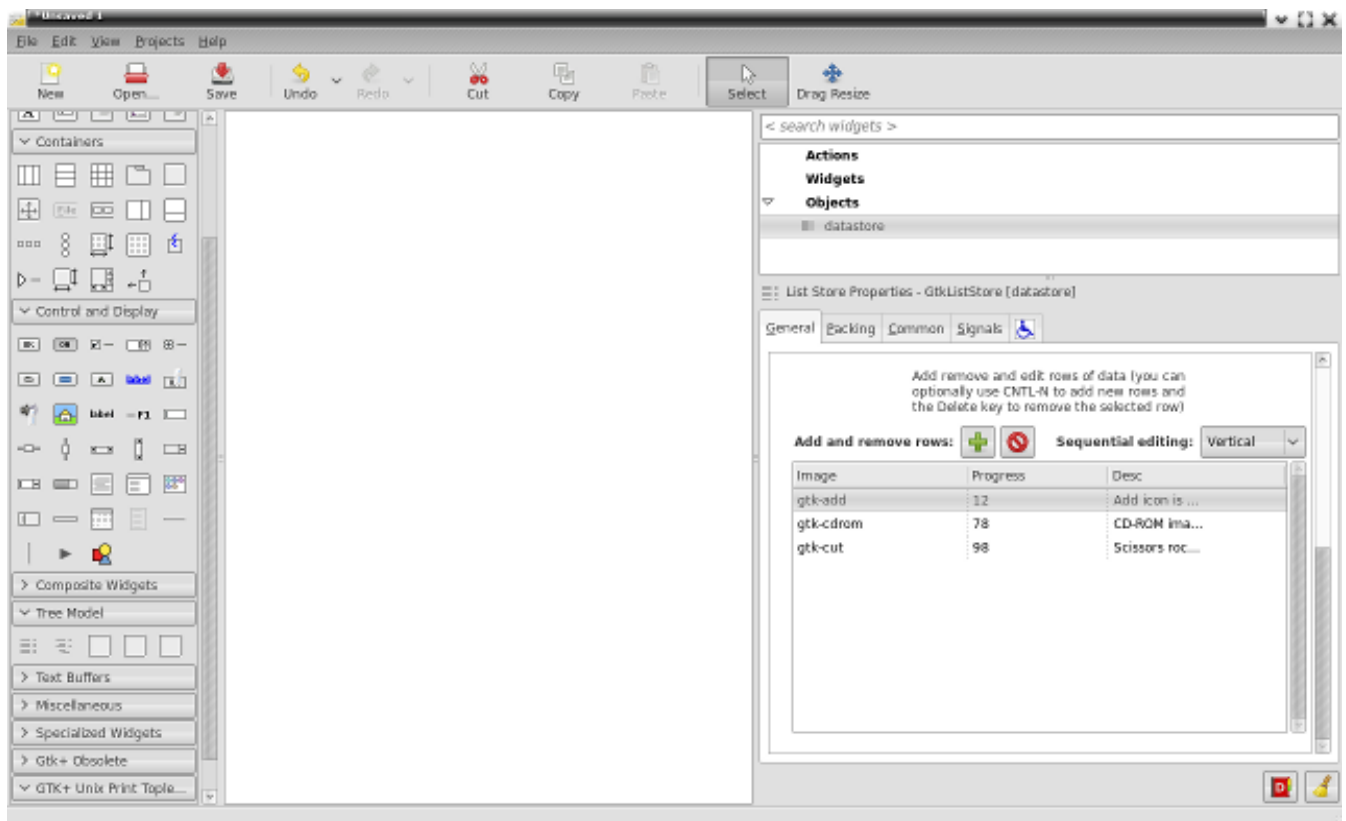 *Unsaved 1
File Edit View Projects Help
New Open... Save Undo Redo Cut Copy Paste Select Drag Resize
Containers
File
Control and Display
OK
label
label
Composite Widgets
Tree Model
Text Buffers
Miscellaneous
Specialized Widgets
Gtk+ Obsolete
GTK+ Unix Print Tople...
< search widgets >
Actions
Widgets
Objects
datastore
List Store Properties - GtkListStore [datastore]
General Packing Common Signals
Add remove and edit rows of data (you can
optionally use CNTL-N to add new rows and
the Delete key to remove the selected row)
Add and remove rows: Sequential editing: Vertical
Image Progress Desc
gtk-add 12 Add icon is ...
gtk-cdrom 78 CD-ROM ima...
gtk-cut 98 Scissors roc...
D